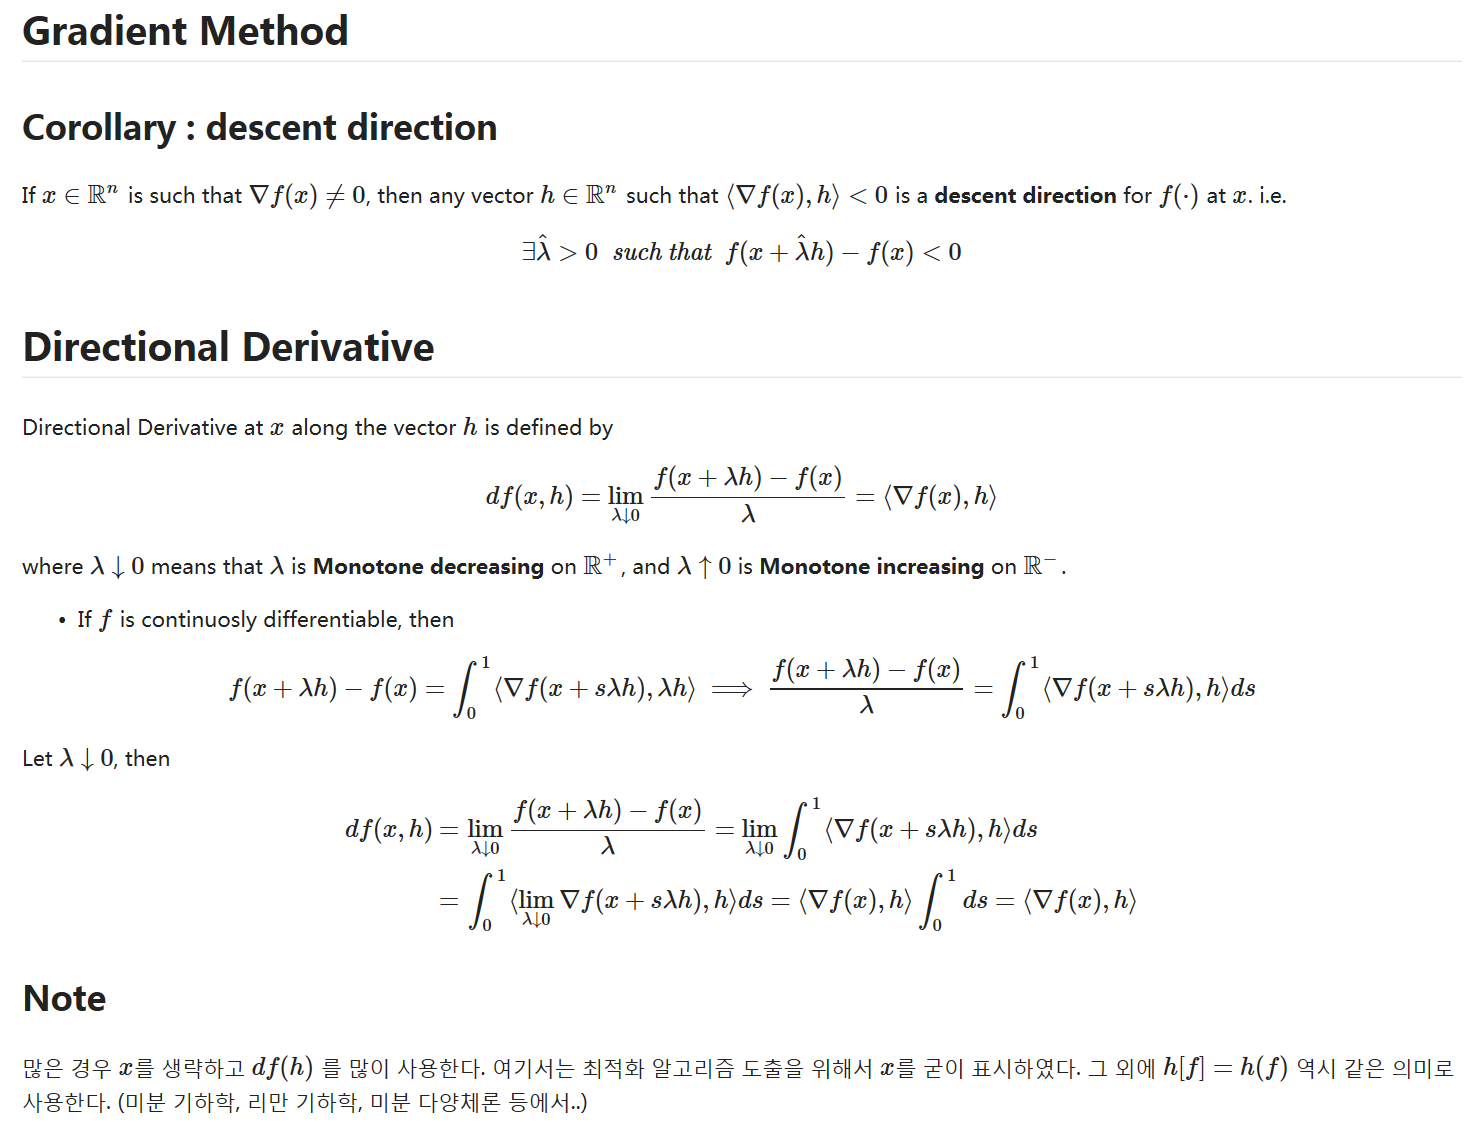 Gradient Method
Corollary : descent direction
If $x \in \mathbb{R}^n$ is such that $\nabla f(x) \neq 0$, then any vector $h \in \mathbb{R}^n$ such that $\langle \nabla f(x), h \rangle < 0$ is a descent direction for $f(\cdot)$ at $x$. i.e.
$\exists \hat{\lambda} > 0 \;\; such \; that \;\; f(x + \hat{\lambda} h) - f(x) < 0$
Directional Derivative
Directional Derivative at $x$ along the vector $h$ is defined by
$df(x, h) = \lim_{\lambda \downarrow 0} \frac{f(x + \lambda h) - f(x)}{\lambda} = \langle \nabla f(x), h \rangle$
where $\lambda \downarrow 0$ means that $\lambda$ is Monotone decreasing on $\mathbb{R}^+$, and $\lambda \uparrow 0$ is Monotone increasing on $\mathbb{R}^-$.
• If $f$ is continuosly differentiable, then
$f(x + \lambda h) - f(x) = \int_0^1 \langle \nabla f(x + s\lambda h), \lambda h \rangle \implies \frac{f(x + \lambda h) - f(x)}{\lambda} = \int_0^1 \langle \nabla f(x + s\lambda h), h \rangle ds$
Let $\lambda \downarrow 0$, then
$df(x, h) = \lim_{\lambda \downarrow 0} \frac{f(x + \lambda h) - f(x)}{\lambda} = \lim_{\lambda \downarrow 0} \int_0^1 \langle \nabla f(x + s\lambda h), h \rangle ds$
$= \int_0^1 \langle \lim_{\lambda \downarrow 0} \nabla f(x + s\lambda h), h \rangle ds = \langle \nabla f(x), h \rangle \int_0^1 ds = \langle \nabla f(x), h \rangle$
Note
많은 경우 $x$를 생략하고 $df(h)$ 를 많이 사용한다. 여기서는 최적화 알고리즘 도출을 위해서 $x$를 굳이 표시하였다. 그 외에 $h[f] = h(f)$ 역시 같은 의미로
사용한다. (미분 기하학, 리만 기하학, 미분 다양체론 등에서..)